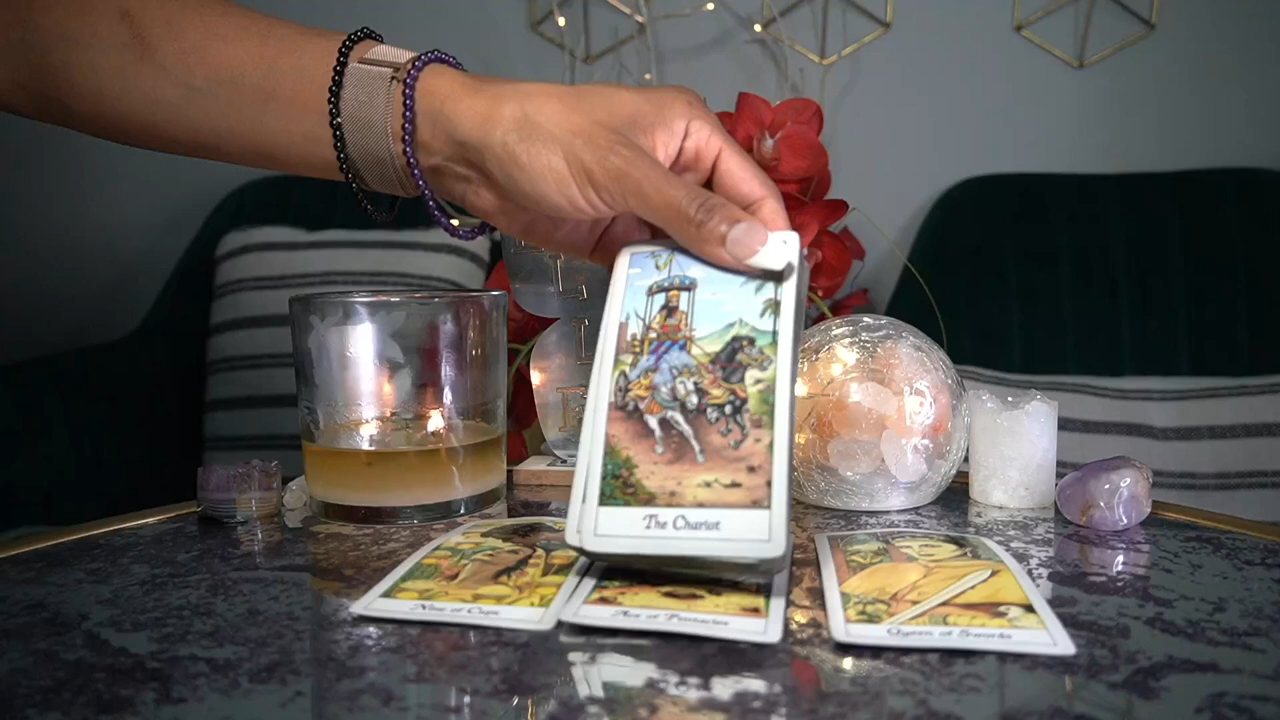 The Chariot
Nine of Cups
Ace of Pentacles
Queen of Swords